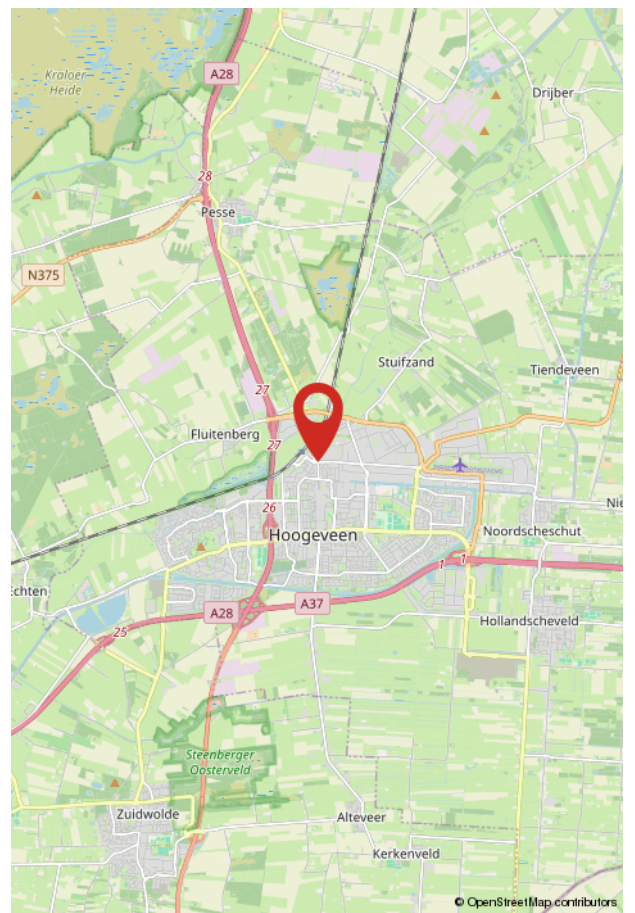 Kraloer
Heide
A28
Drijber
28
Pesse
N375
Stuifzand
Tiendeveen
27
Fluitenberg
27
26
Hoogeveen
Noordscheschut
1
1
Echten
A28
A37
25
Hollandscheveld
Steenberger
Oosterveld
Zuidwolde
Alteveer
Kerkenveld
© OpenStreetMap contributors